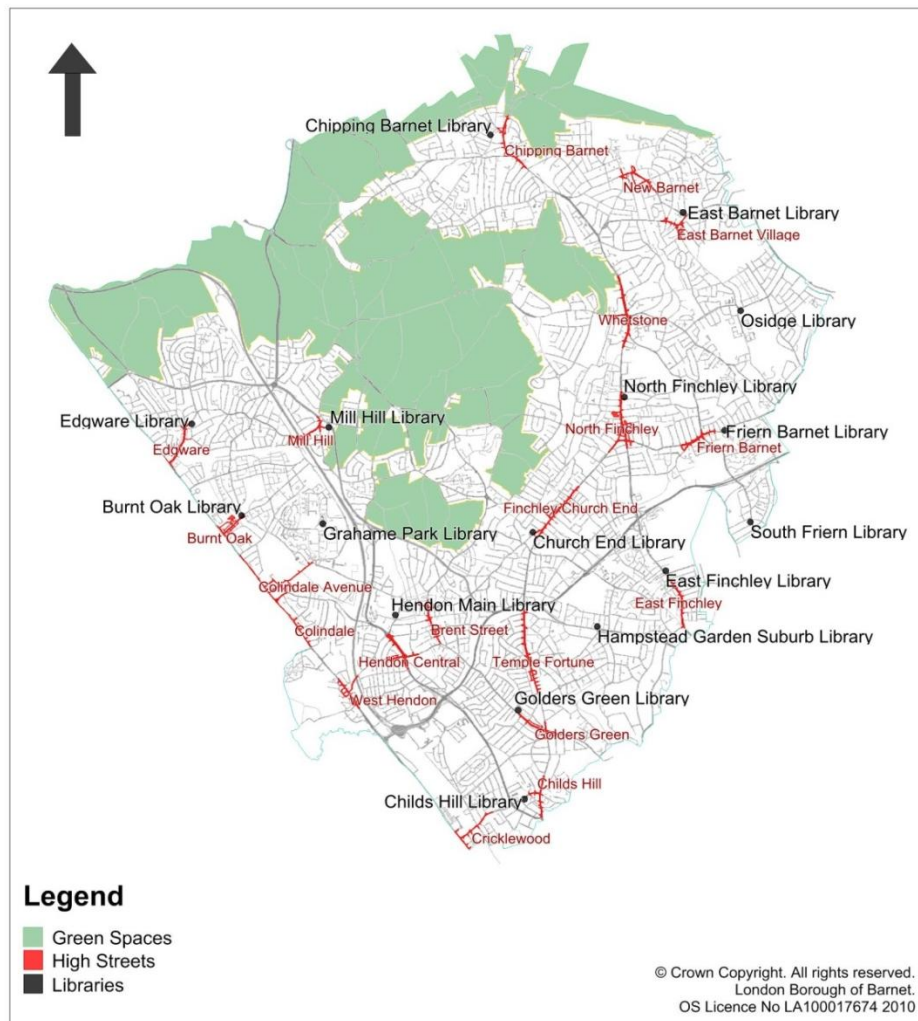 Chipping Barnet Library
Chipping Barnet
New Barnet
East Barnet Library
East Barnet Village
Whetstone
Osidge Library
North Finchley Library
Edgware Library
Mill Hill Library
North Finchley
Friern Barnet Library
Edgware
Mill Hill
Friern Barnet
Burnt Oak Library
Finchley/Church End
Burnt Oak
Grahame Park Library
Church End Library
South Friern Library
Colindale Avenue
East Finchley Library
Hendon Main Library
East Finchley
Colindale
Brent Street
Hampstead Garden Suburb Library
Hendon Central
Temple Fortune
West Hendon
Golders Green Library
Golders Green
Childs Hill
Childs Hill Library
Cricklewood
Legend
Green Spaces
High Streets
Libraries
© Crown Copyright. All rights reserved.
London Borough of Barnet.
OS Licence No LA100017674 2010